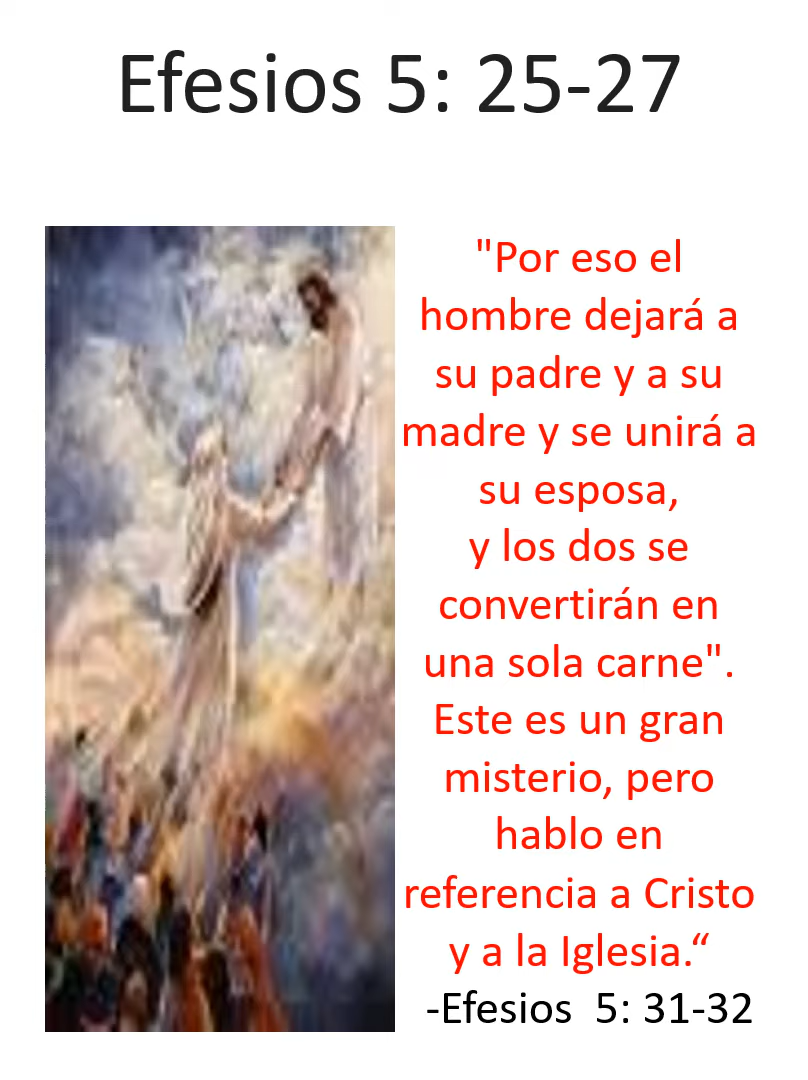 Efesios 5: 25-27
"Por eso el
hombre dejará a
su padre y a su
madre y se unirá a
su esposa,
y los dos se
convertirán en
una sola carne".
Este es un gran
misterio, pero
hablo en
referencia a Cristo
y a la Iglesia.“
-Efesios  5: 31-32